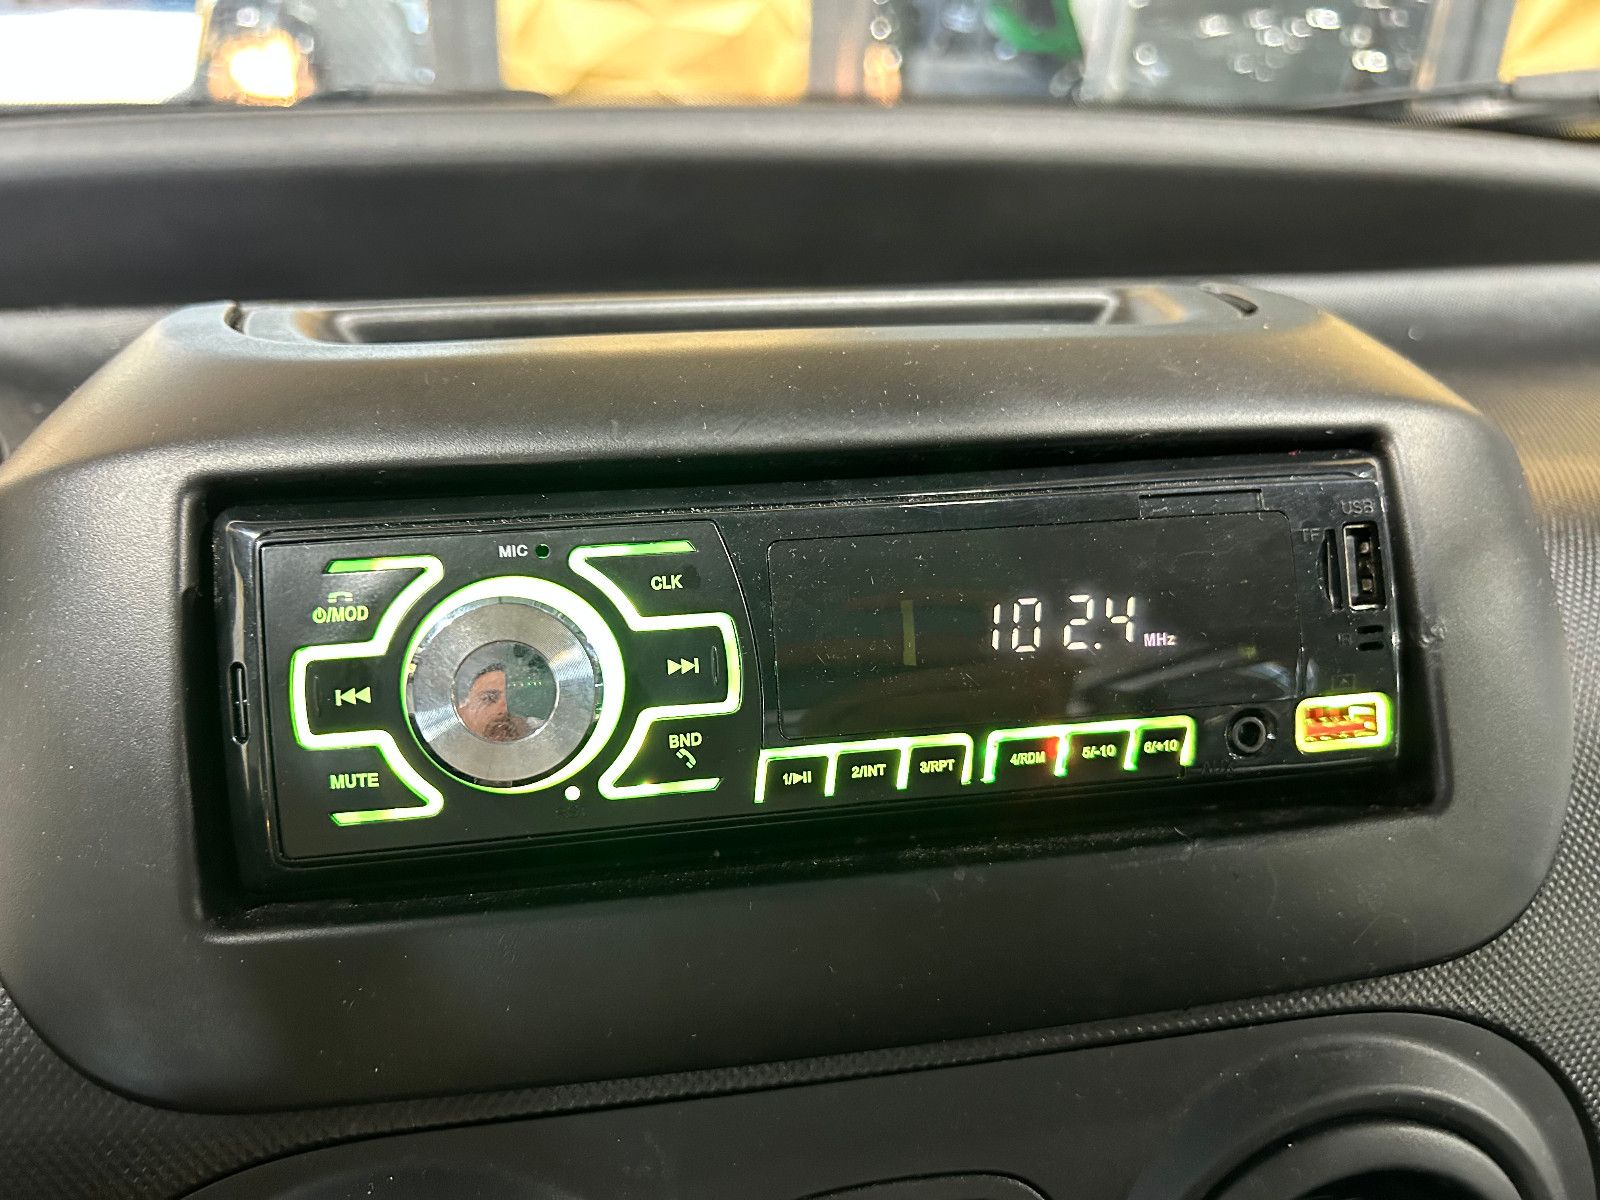 MIC
CLK
⏻/MOD
MUTE
BND
102.4 MHz
1/▶II
2/INT
3/RPT
4/RDM
5/-10
6/+10
USB
TF
AUX